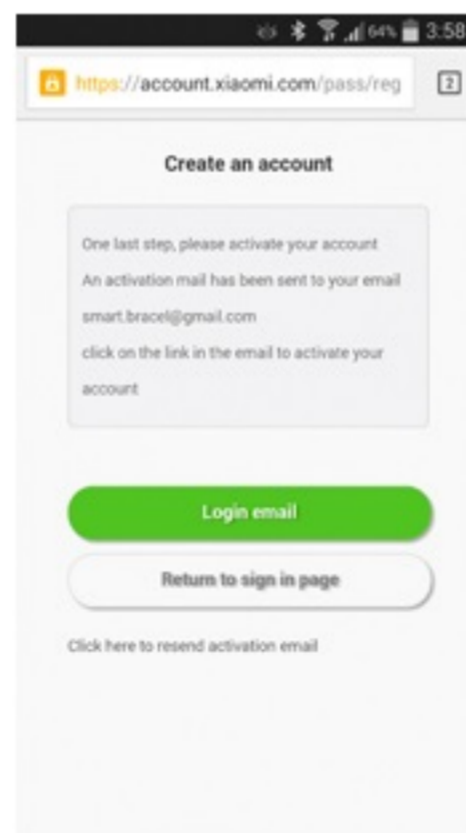 64% 3:58
https://account.xiaomi.com/pass/reg 2
Create an account
One last step, please activate your account
An activation mail has been sent to your email
smart.bracel@gmail.com
click on the link in the email to activate your
account
Login email
Return to sign in page
Click here to resend activation email